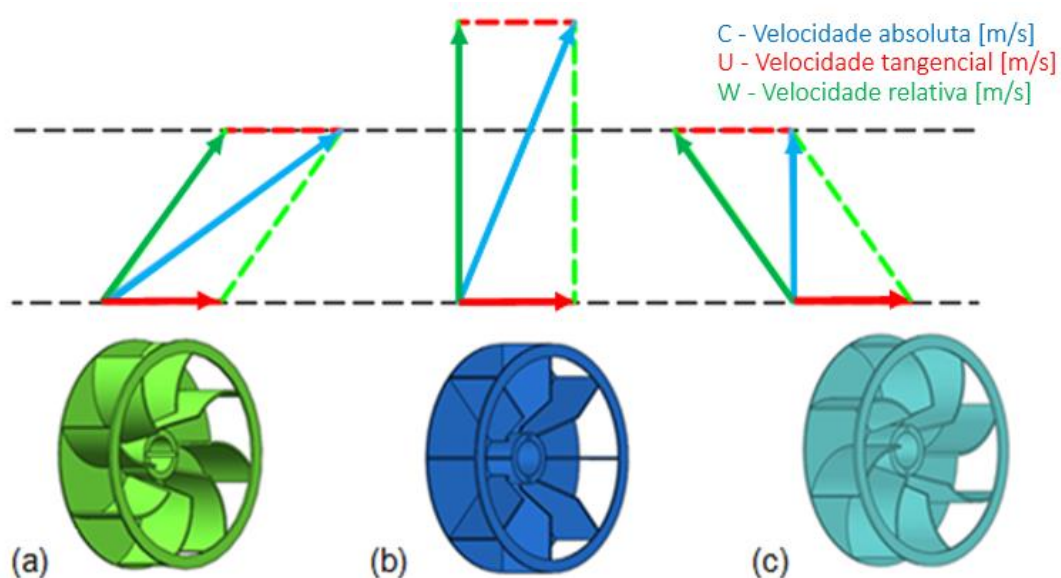 C - Velocidade absoluta [m/s]
U - Velocidade tangencial [m/s]
W - Velocidade relativa [m/s]
(a)
(b)
(c)